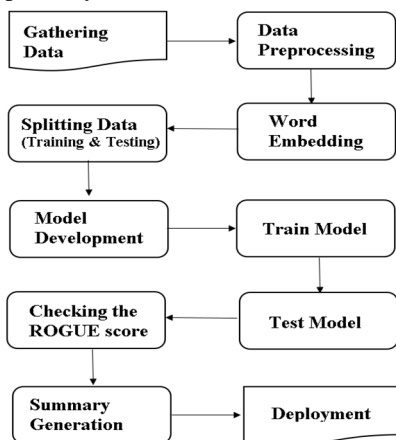 Gathering
Data
Data
Preprocessing
Word
Embedding
Splitting Data
(Training & Testing)
Model
Development
Train Model
Test Model
Checking the
ROGUE score
Summary
Generation
Deployment